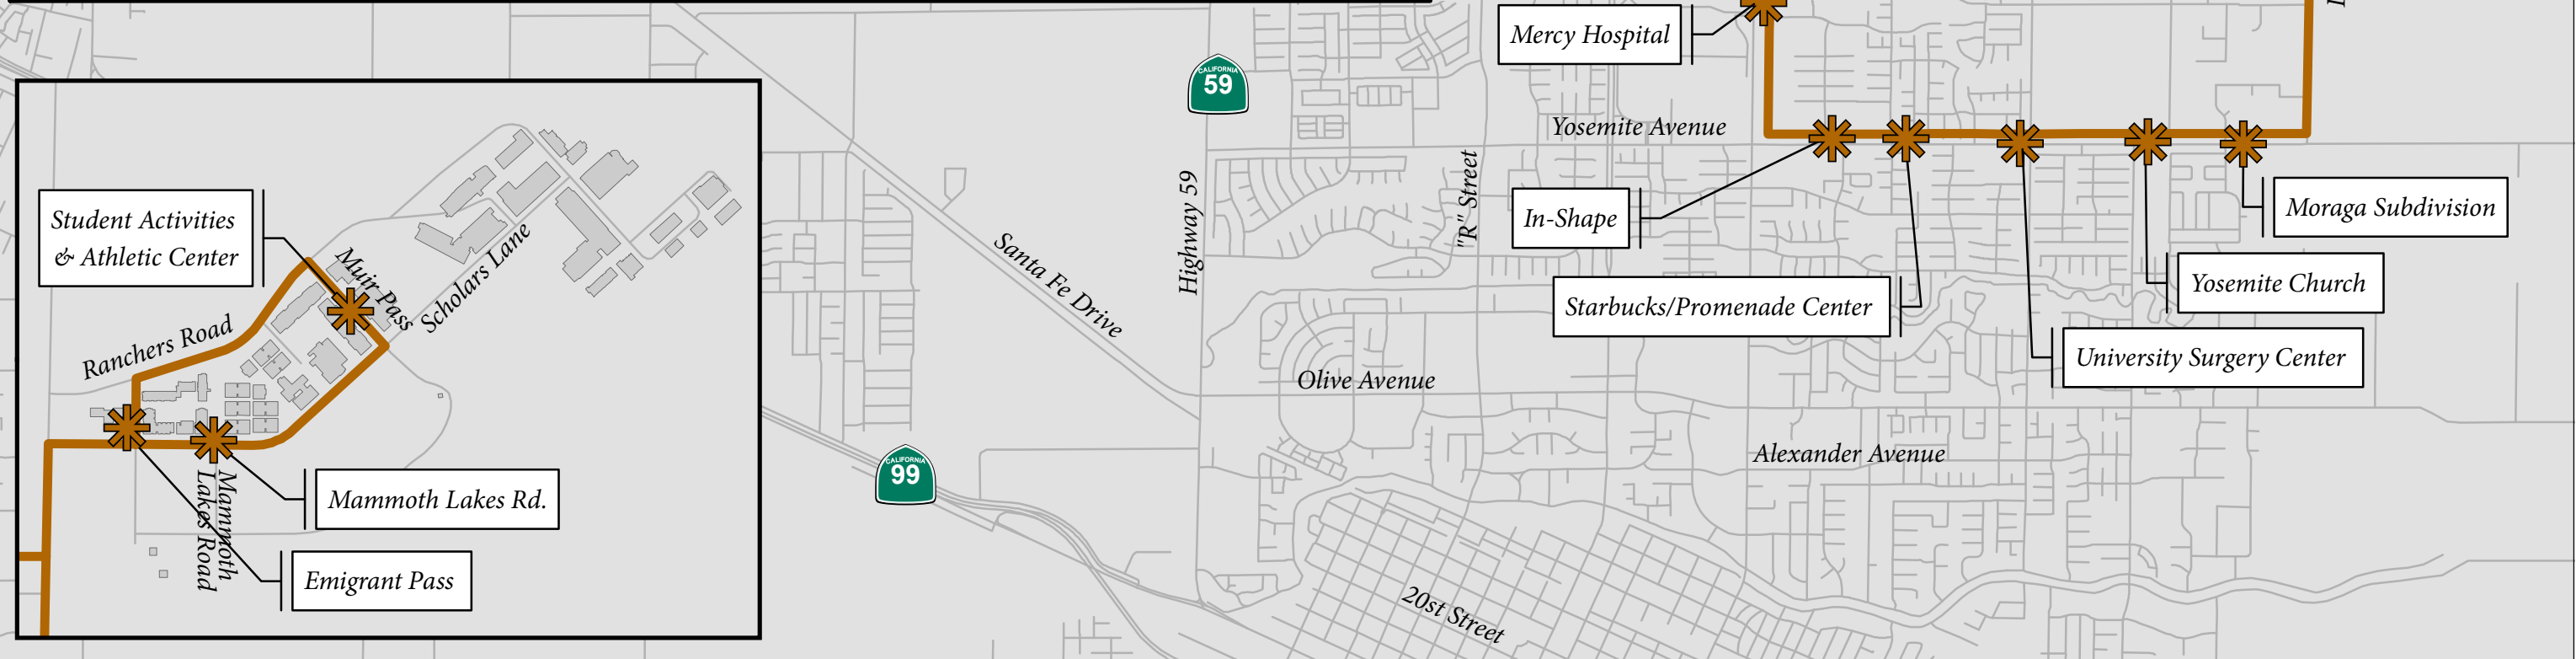 Mercy Hospital
CALIFORNIA
59
Yosemite Avenue
"R" Street
Highway 59
In-Shape
Moraga Subdivision
Starbucks/Promenade Center
Yosemite Church
University Surgery Center
Student Activities
& Athletic Center
Muir Pass
Scholars Lane
Ranchers Road
Santa Fe Drive
Olive Avenue
Alexander Avenue
CALIFORNIA
99
Mammoth
Lakes Road
Mammoth Lakes Rd.
Emigrant Pass
20st Street